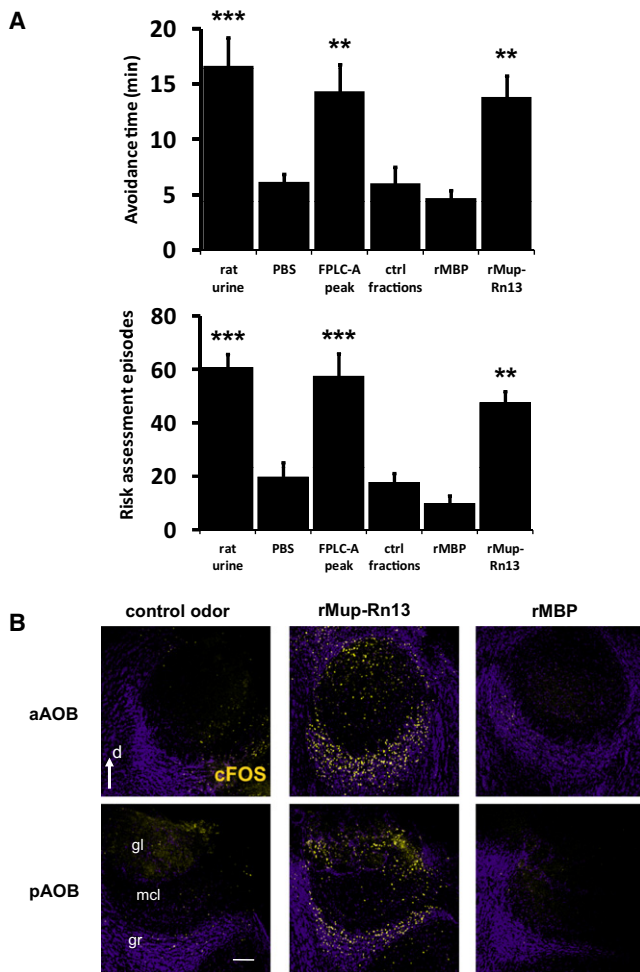 A
Avoidance time (min)
20
15
10
5
0
***
**
**
rat urine
PBS
FPLC-A peak
ctrl fractions
rMBP
rMup-Rn13
Risk assessment episodes
80
60
40
20
0
***
***
**
rat urine
PBS
FPLC-A peak
ctrl fractions
rMBP
rMup-Rn13
B
control odor
rMup-Rn13
rMBP
aAOB
d
cFOS
pAOB
gl
mcl
gr